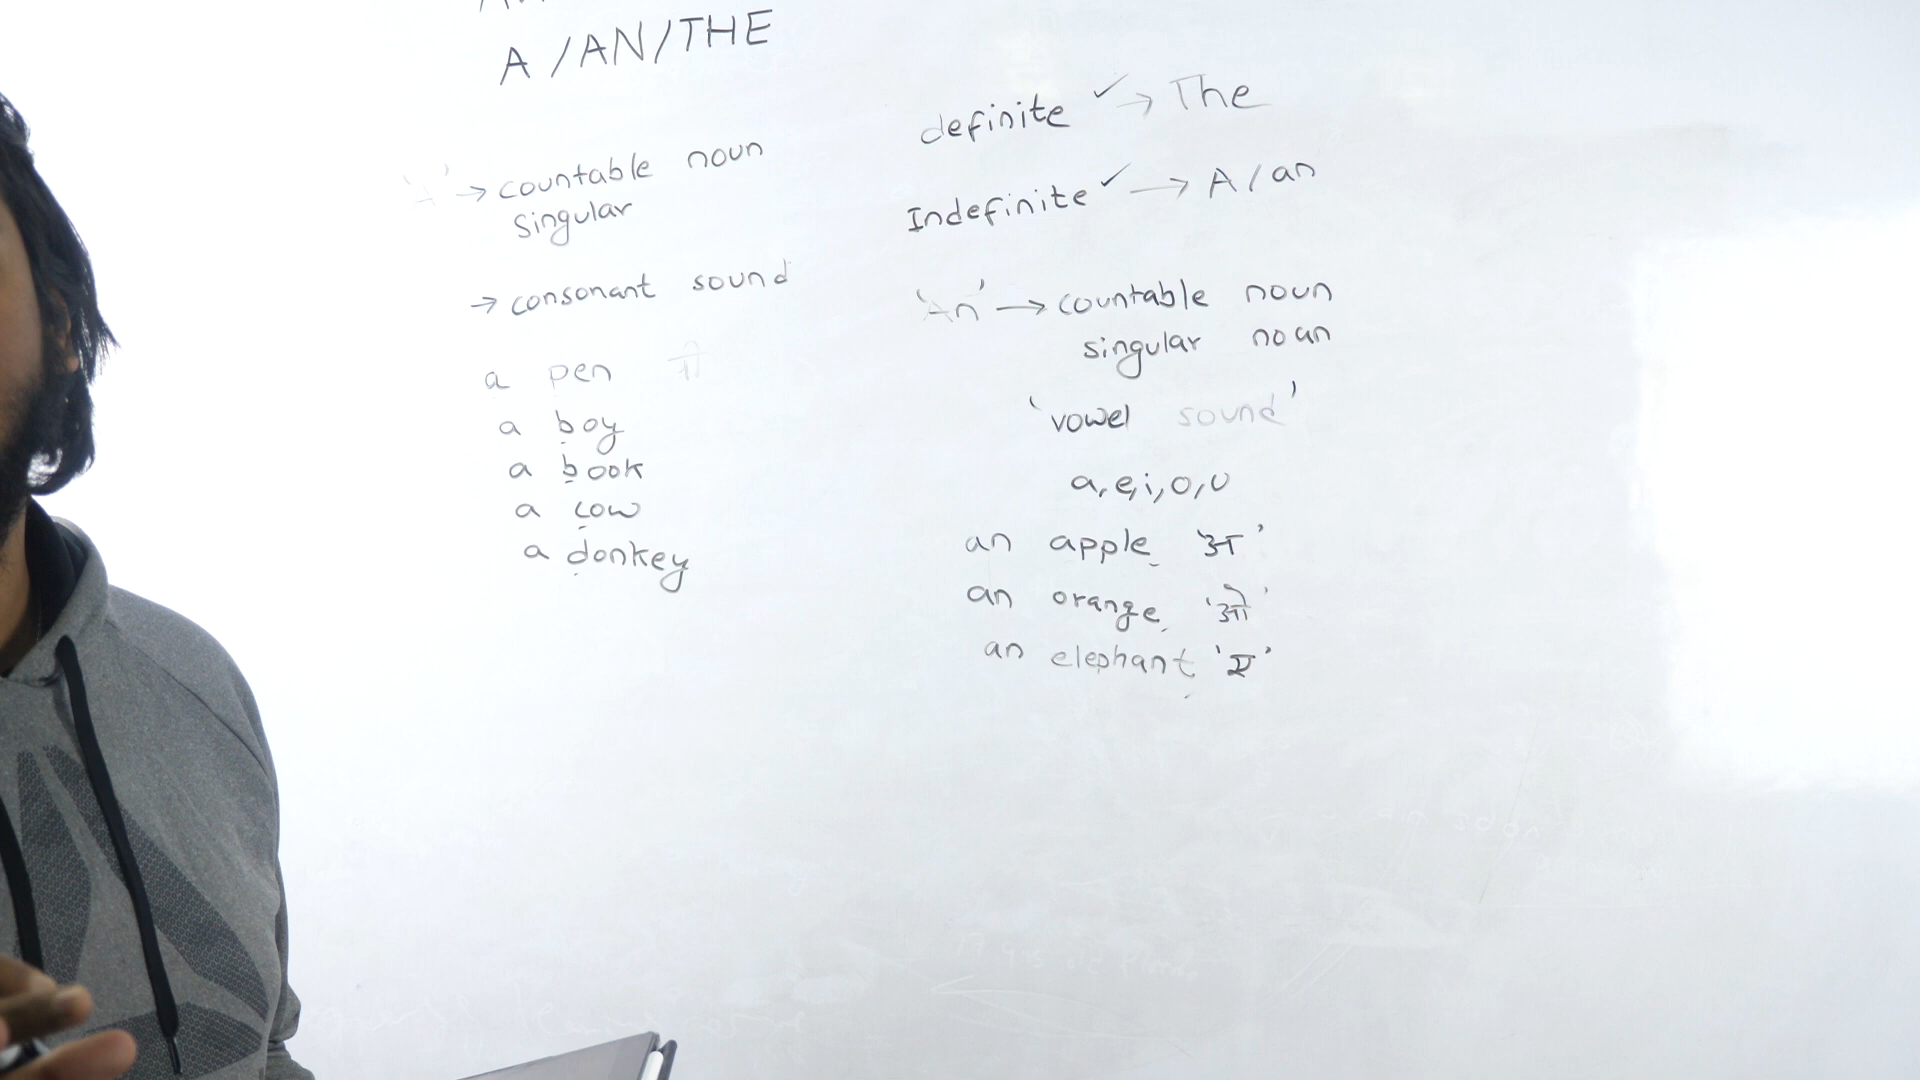 A/AN/THE
'A' → countable noun
singular
→ consonant sound
a pen
a boy
a book
a cow
a donkey
definite ✓ → The
Indefinite ✓ → A/an
'An' → countable noun
singular noun
'vowel sound'
a, e, i, o, u
an apple 'अ'
an orange 'ओ'
an elephant 'ए'